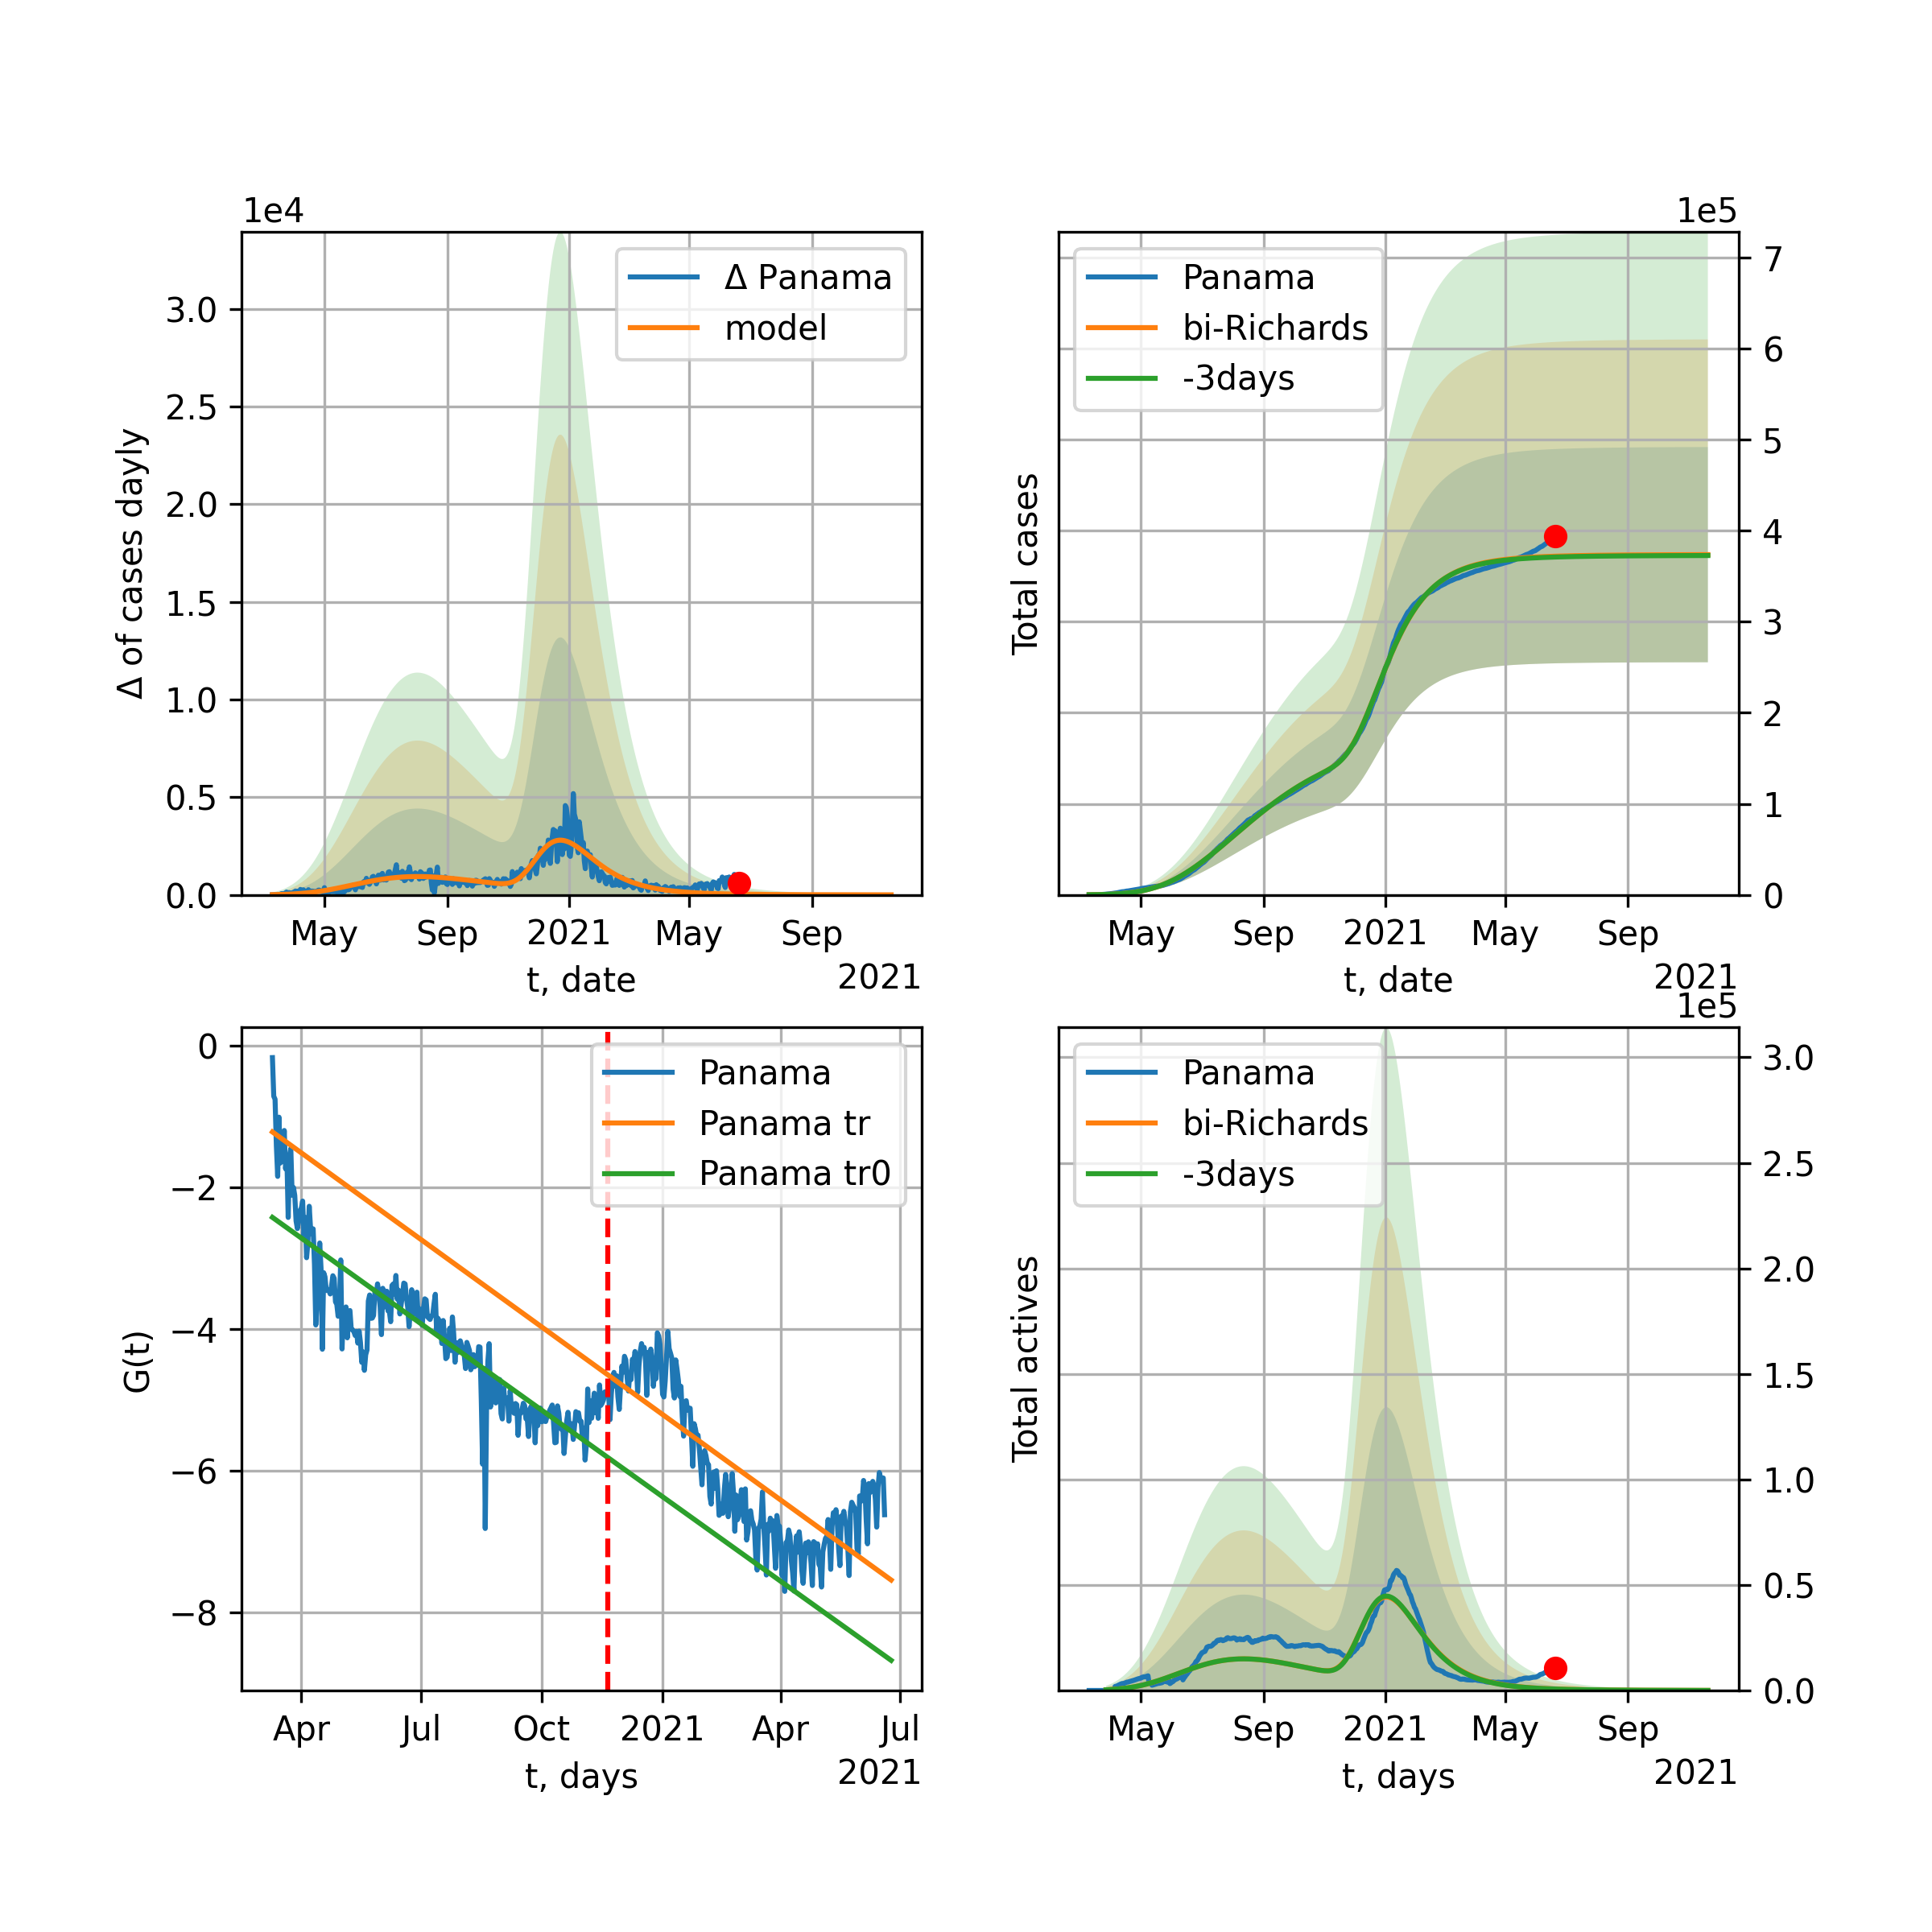 1e4
Δ Panama
model
3.0
2.5
2.0
1.5
1.0
0.5
0.0
Δ of cases dayly
May Sep 2021 May Sep
t, date
2021
1e5
Panama
bi-Richards
-3days
7
6
5
4
3
2
1
0
Total cases
May Sep 2021 May Sep
t, date
2021
Panama
Panama tr
Panama tr0
0
−2
−4
−6
−8
G(t)
Apr Jul Oct 2021 Apr Jul
t, days
2021
1e5
Panama
bi-Richards
-3days
3.0
2.5
2.0
1.5
1.0
0.5
0.0
Total actives
May Sep 2021 May Sep
t, days
2021